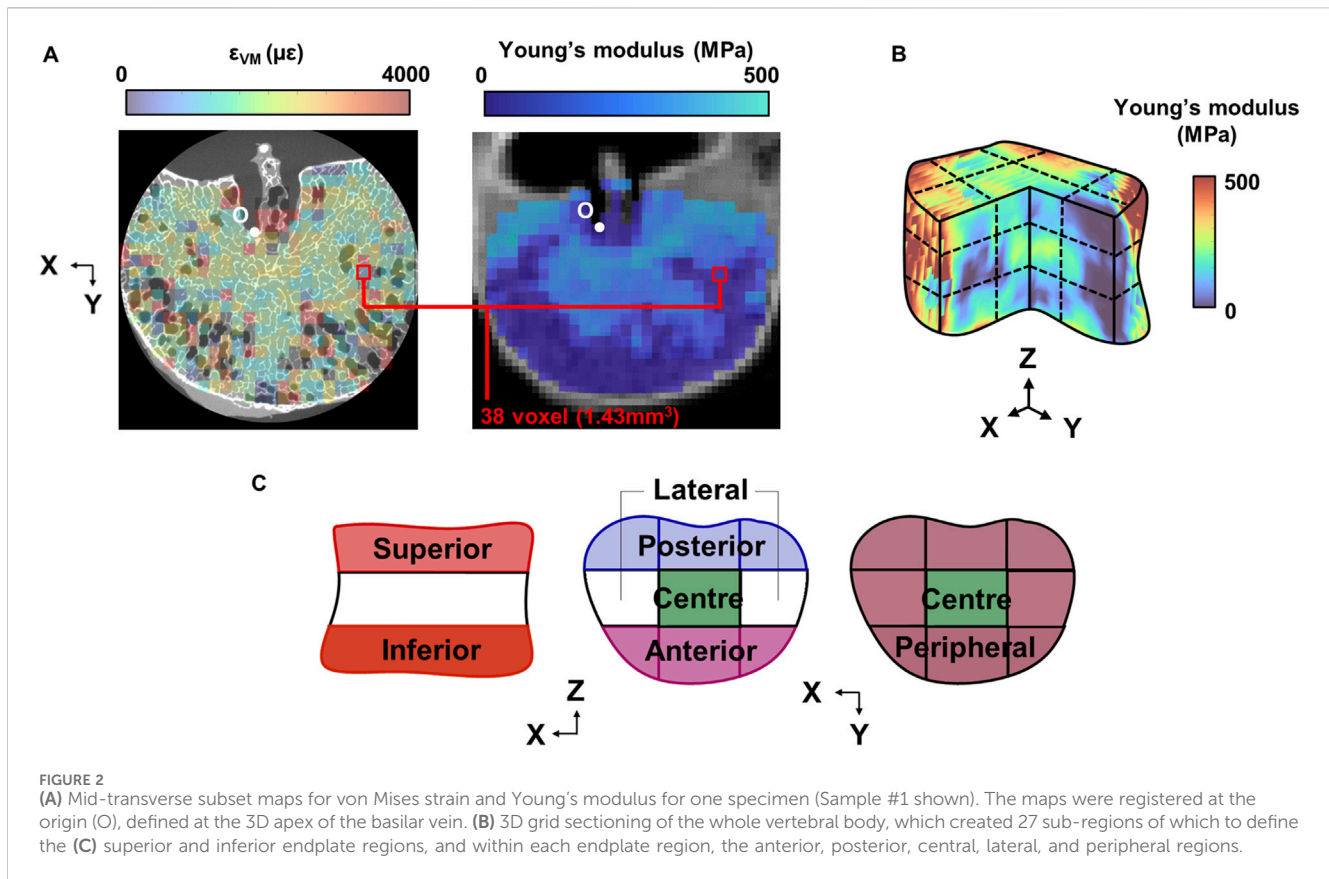 A
ε_VM (με)
0 4000
Young's modulus (MPa)
0 500
B
Young's modulus
(MPa)
500
0
O
O
X
Y
38 voxel (1.43mm³)
Z
X Y
C
Lateral
Superior
Inferior
Posterior
Centre
Anterior
Centre
Peripheral
Z
X
X
Y
FIGURE 2
(A) Mid-transverse subset maps for von Mises strain and Young's modulus for one specimen (Sample #1 shown). The maps were registered at the
origin (O), defined at the 3D apex of the basilar vein. (B) 3D grid sectioning of the whole vertebral body, which created 27 sub-regions of which to define
the (C) superior and inferior endplate regions, and within each endplate region, the anterior, posterior, central, lateral, and peripheral regions.